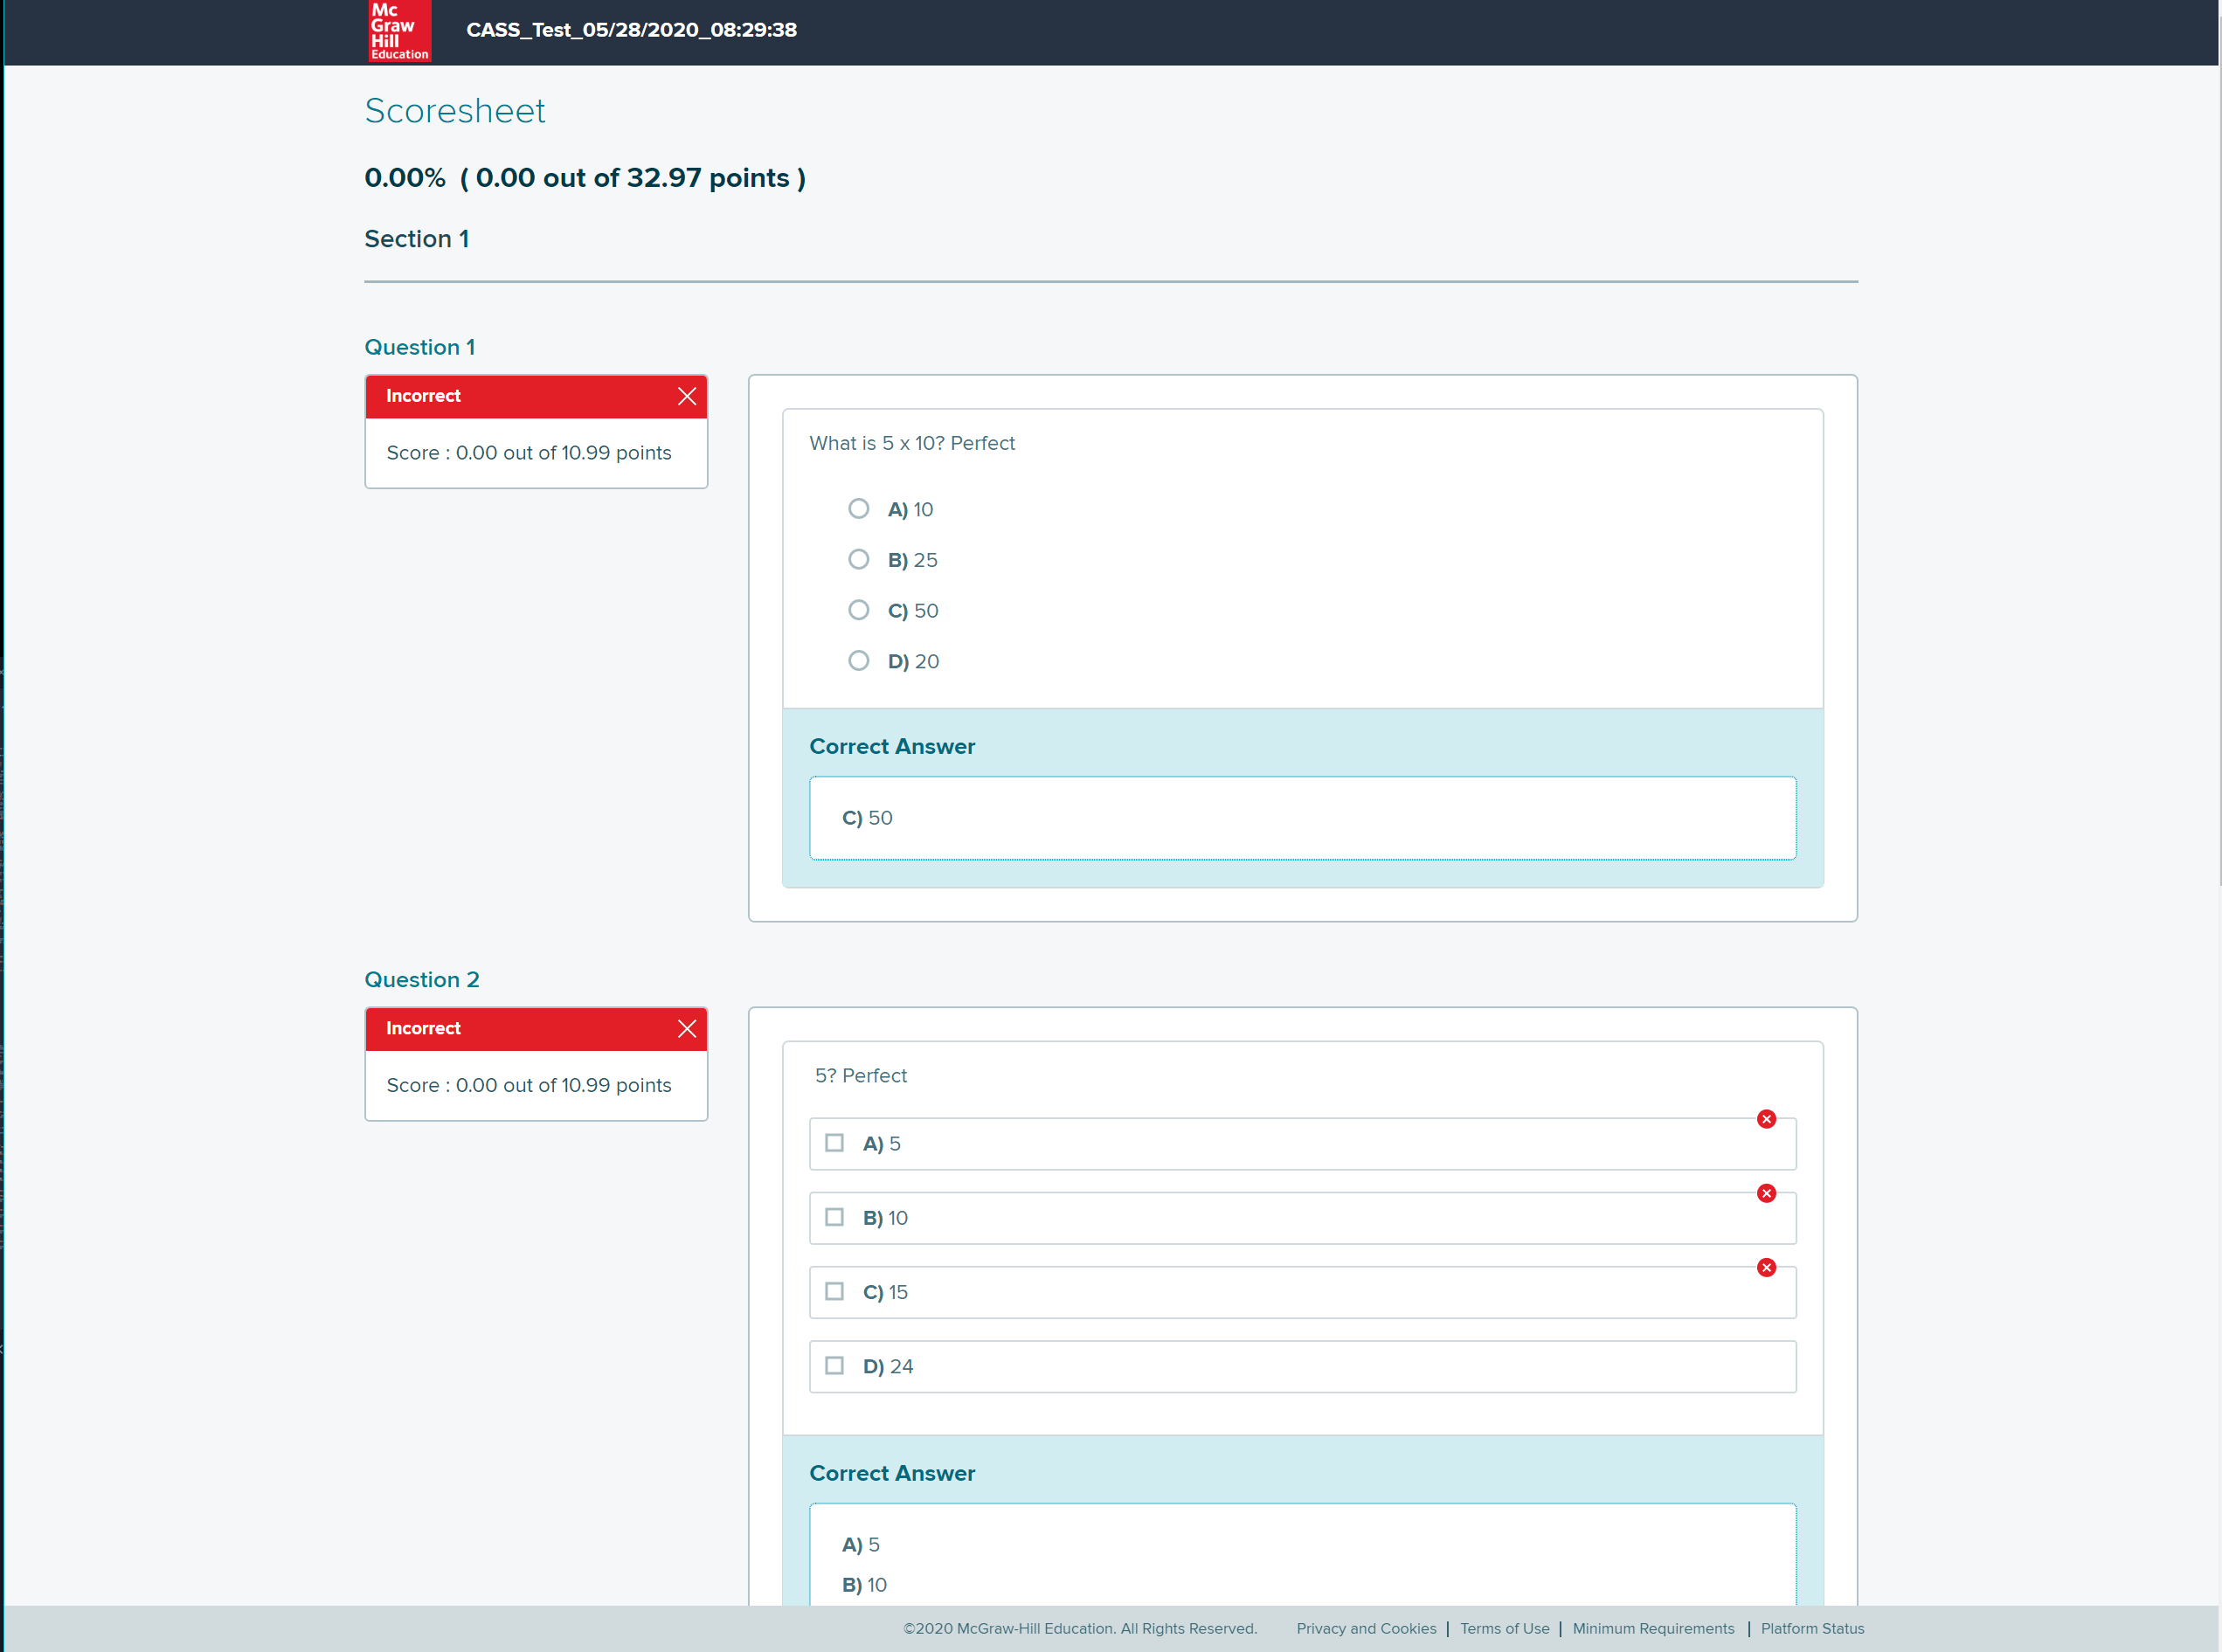 Mc
Graw
Hill
Education
CASS_Test_05/28/2020_08:29:38
Scoresheet
0.00% ( 0.00 out of 32.97 points )
Section 1
Question 1
Incorrect
Score : 0.00 out of 10.99 points
What is 5 x 10? Perfect
A) 10
B) 25
C) 50
D) 20
Correct Answer
C) 50
Question 2
Incorrect
Score : 0.00 out of 10.99 points
5? Perfect
A) 5
B) 10
C) 15
D) 24
Correct Answer
A) 5
B) 10
©2020 McGraw-Hill Education. All Rights Reserved. Privacy and Cookies | Terms of Use | Minimum Requirements | Platform Status